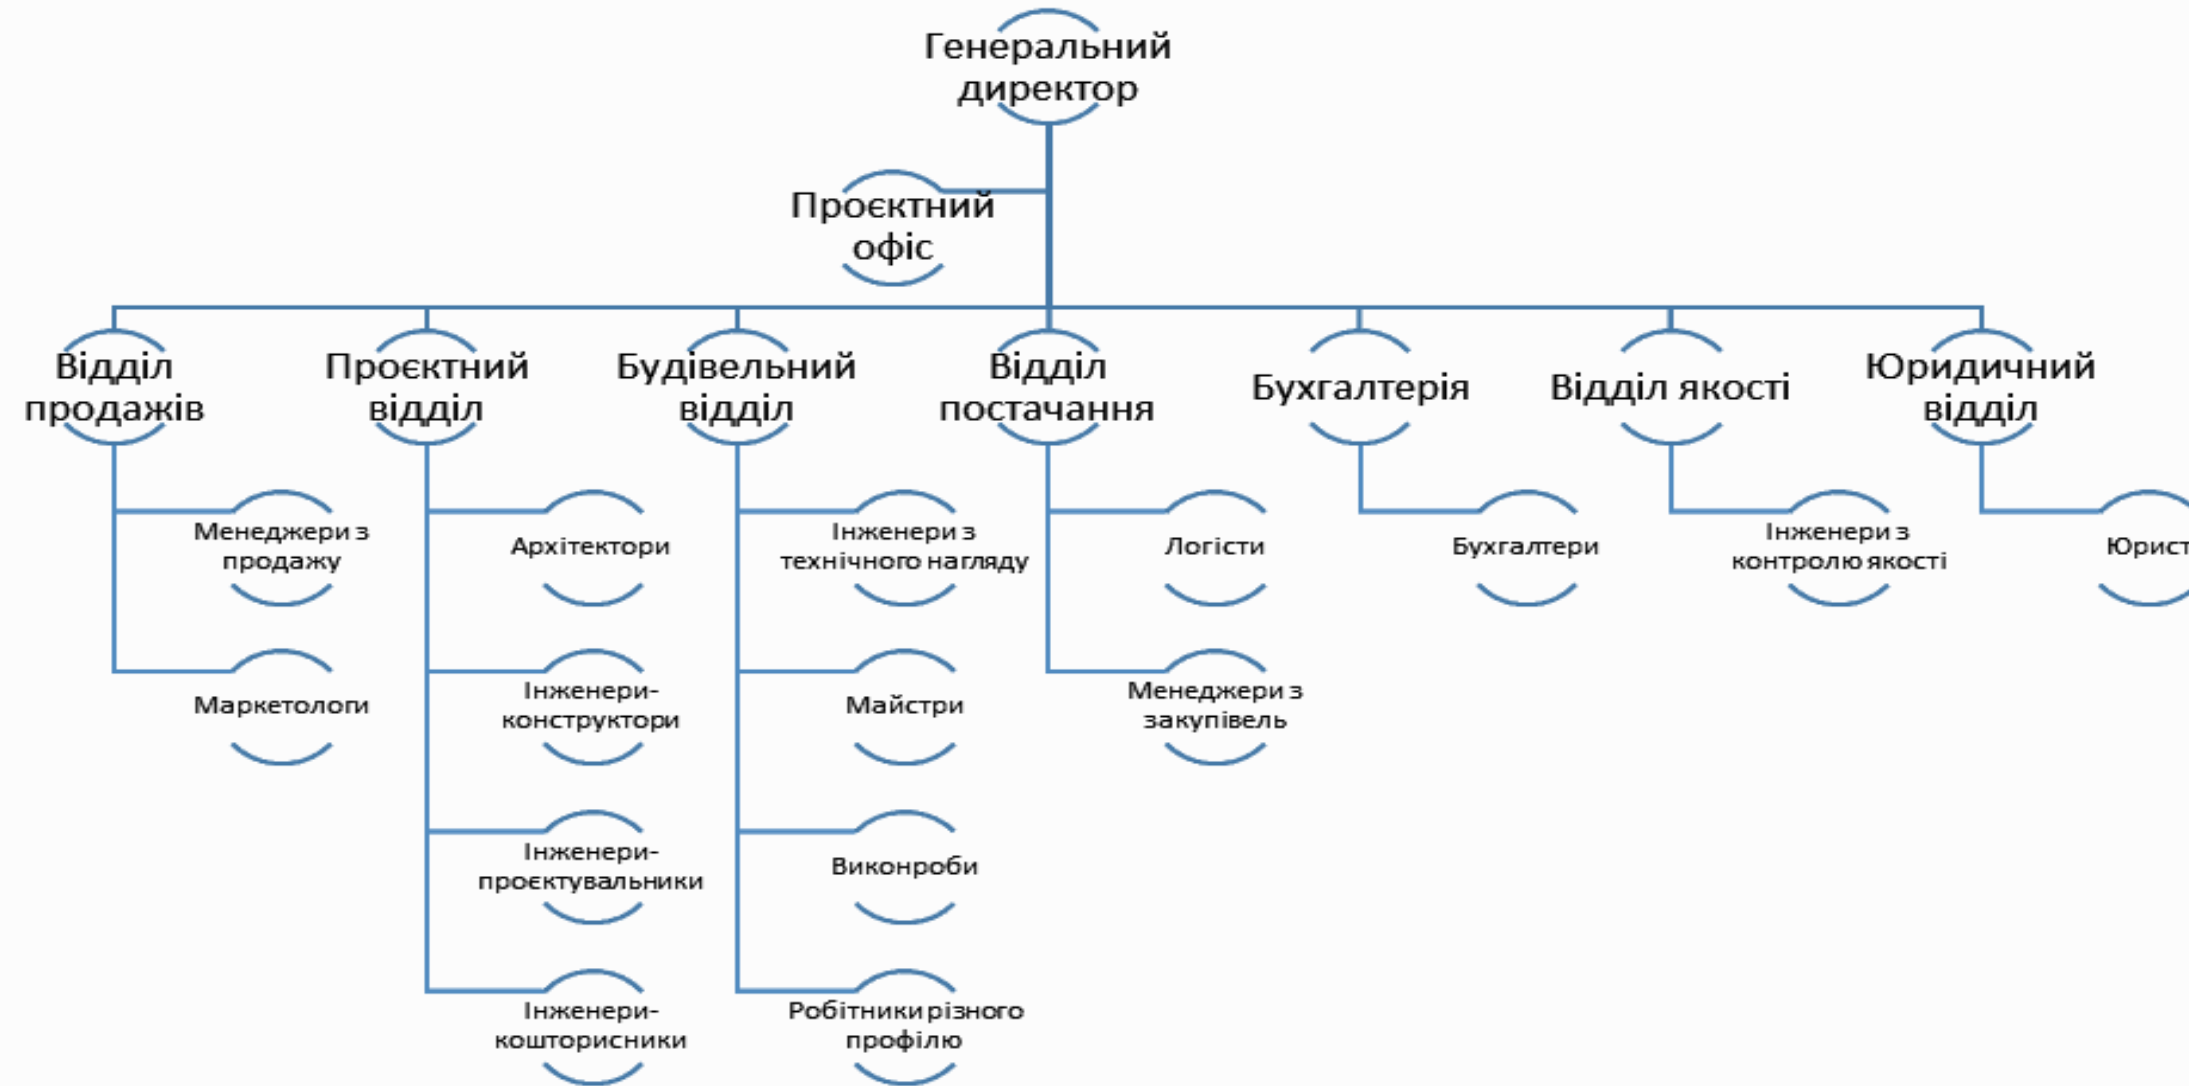 Генеральний
директор
Проєктний
офіс
Відділ
продажів
Проєктний
відділ
Будівельний
відділ
Відділ
постачання
Бухгалтерія
Відділ якості
Юридичний
відділ
Менеджери з
продажу
Маркетологи
Архітектори
Інженери-
конструктори
Інженери-
проєктувальники
Інженери-
кошторисники
Інженери з
технічного нагляду
Майстри
Виконроби
Робітники різного
профілю
Логісти
Менеджери з
закупівель
Бухгалтери
Інженери з
контролю якості
Юрист